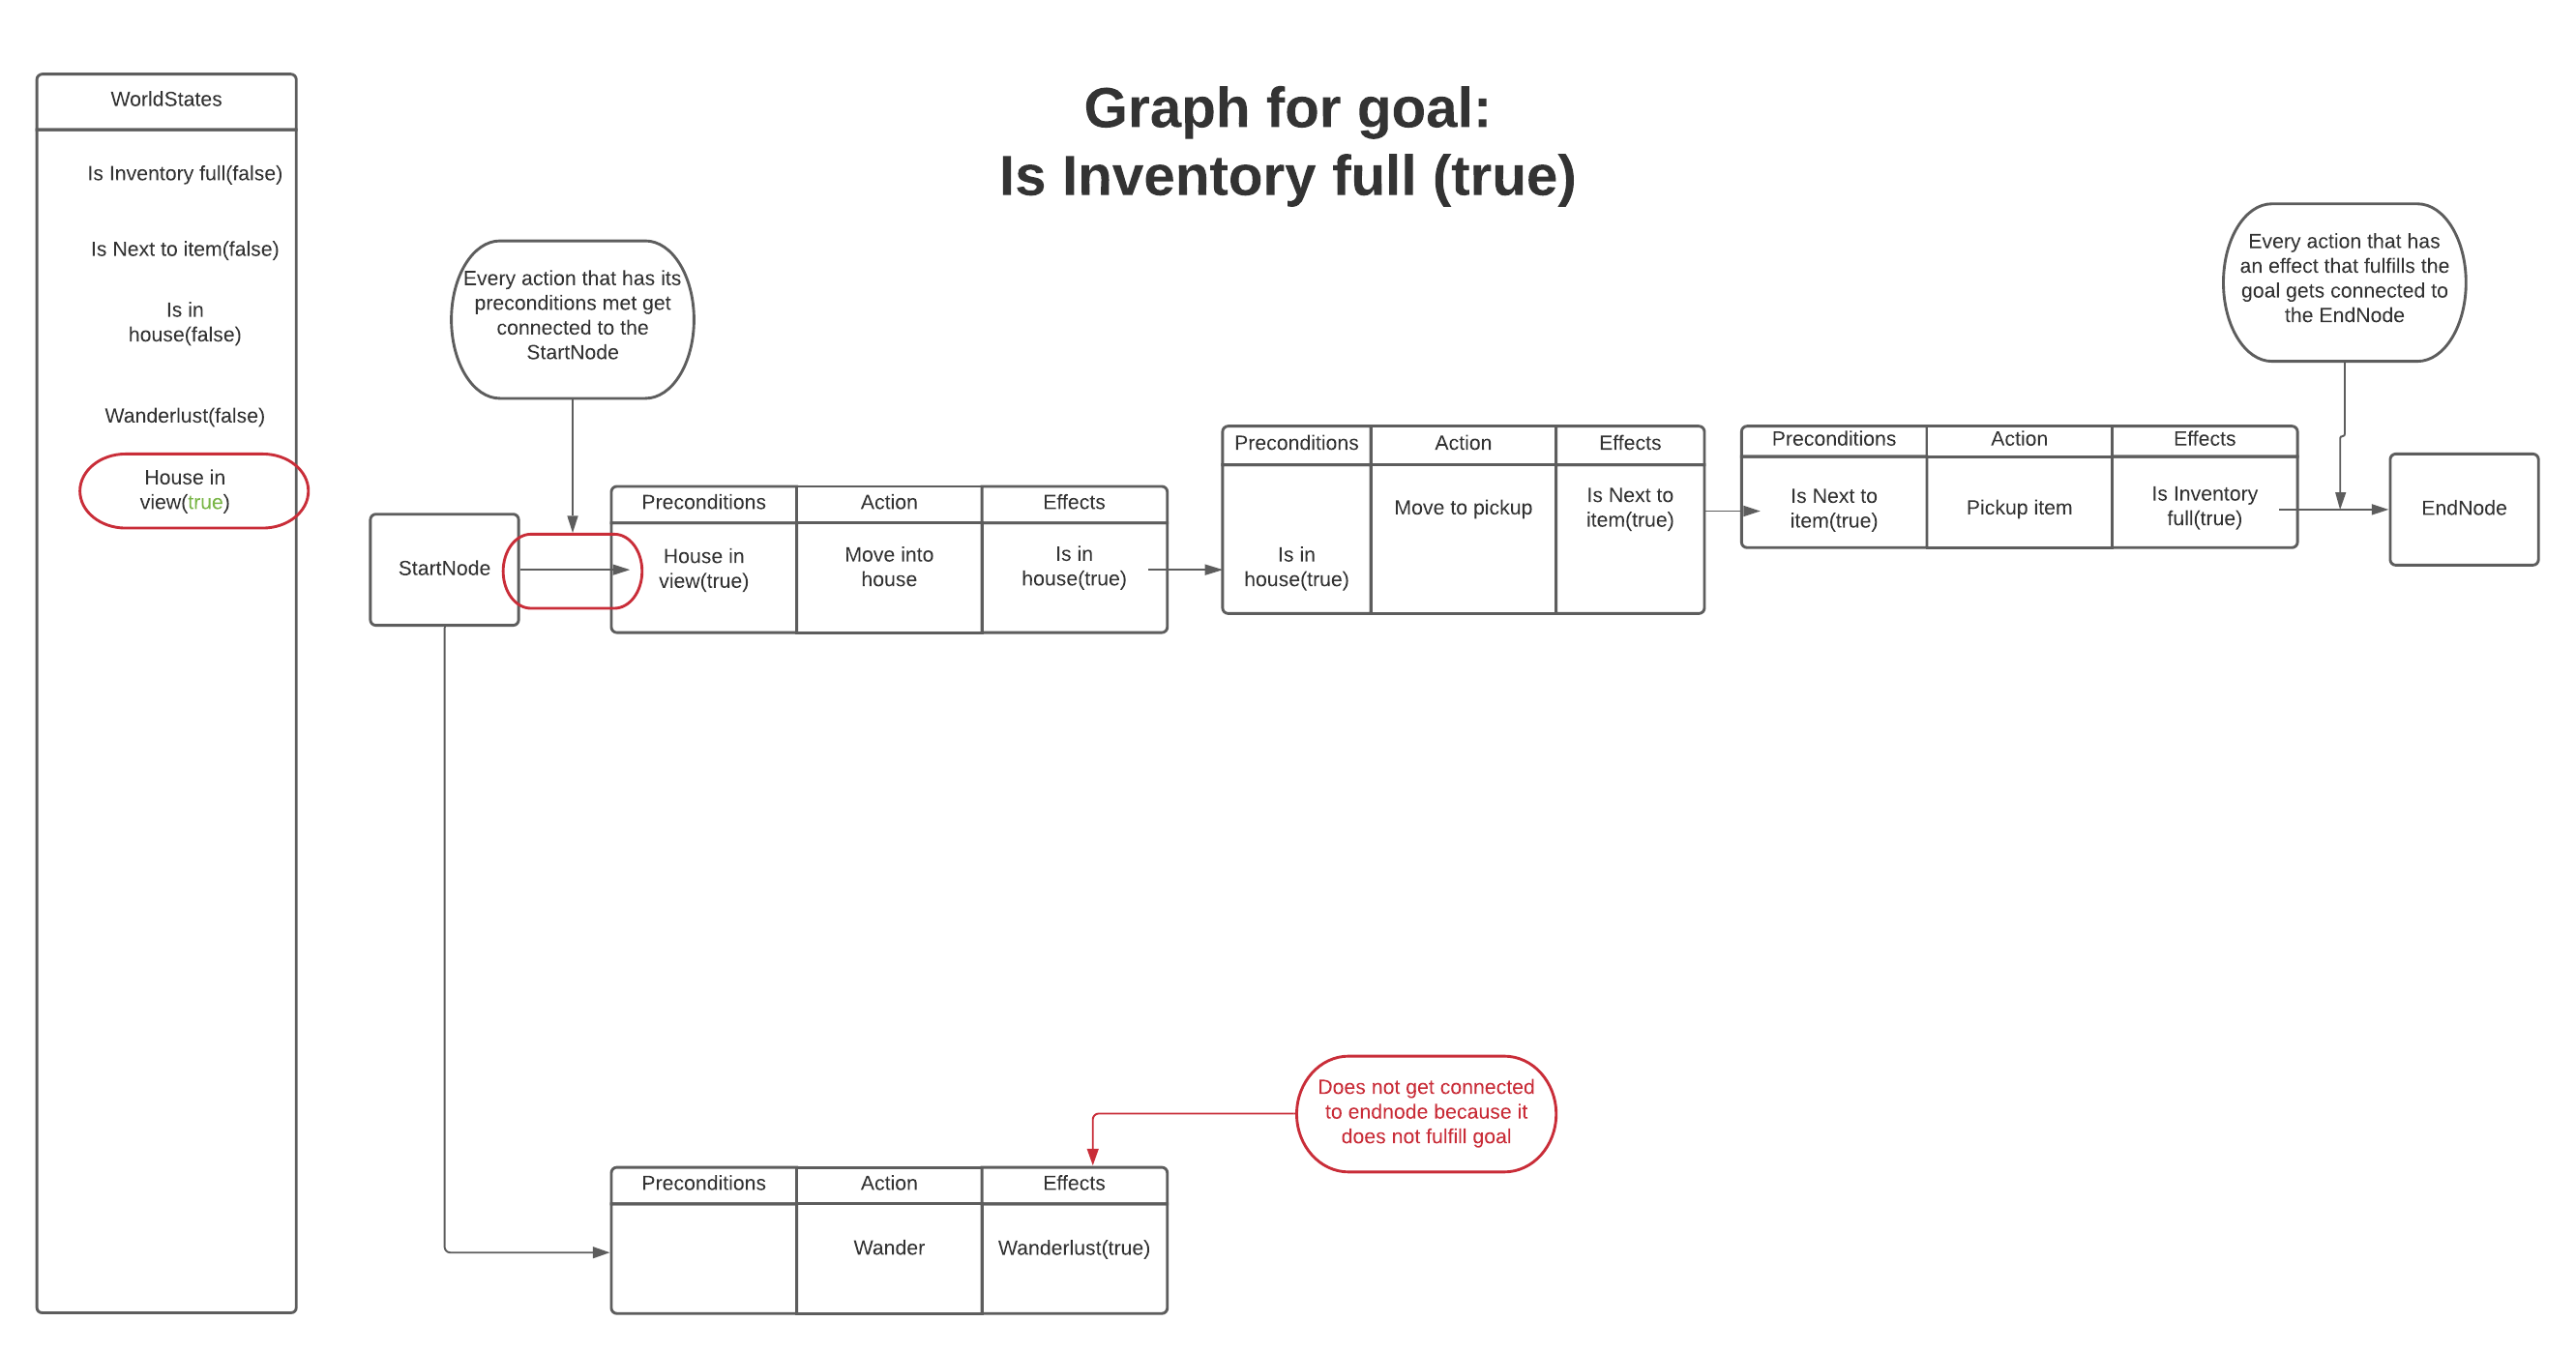 Graph for goal:
Is Inventory full (true)
WorldStates
Is Inventory full(false)
Is Next to item(false)
Is in
house(false)
Wanderlust(false)
House in
view(true)
Every action that has its
preconditions met get
connected to the
StartNode
Every action that has
an effect that fulfills the
goal gets connected to
the EndNode
StartNode
Preconditions
Action
Effects
House in
view(true)
Move into
house
Is in
house(true)
Preconditions
Action
Effects
Is in
house(true)
Move to pickup
Is Next to
item(true)
Preconditions
Action
Effects
Is Next to
item(true)
Pickup item
Is Inventory
full(true)
EndNode
Does not get connected
to endnode because it
does not fulfill goal
Preconditions
Action
Effects
Wander
Wanderlust(true)